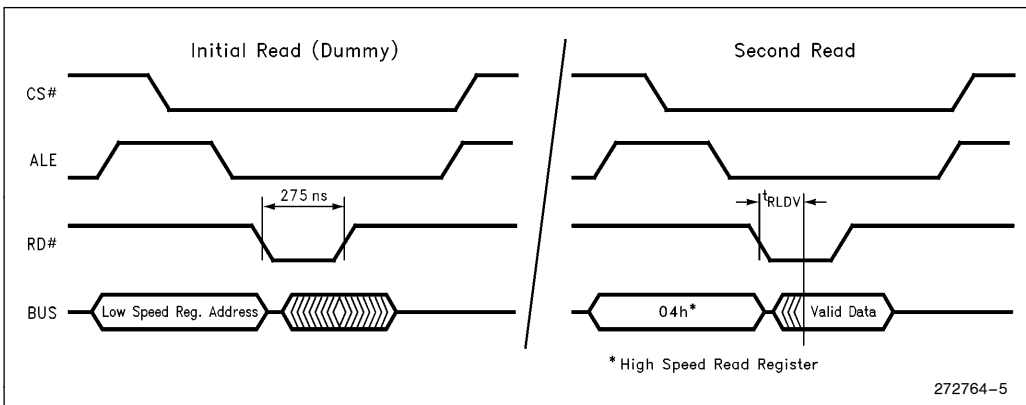 Initial Read (Dummy)
Second Read
CS#
ALE
275 ns
tRLDV
RD#
BUS
Low Speed Reg. Address
04h*
Valid Data
* High Speed Read Register
272764–5